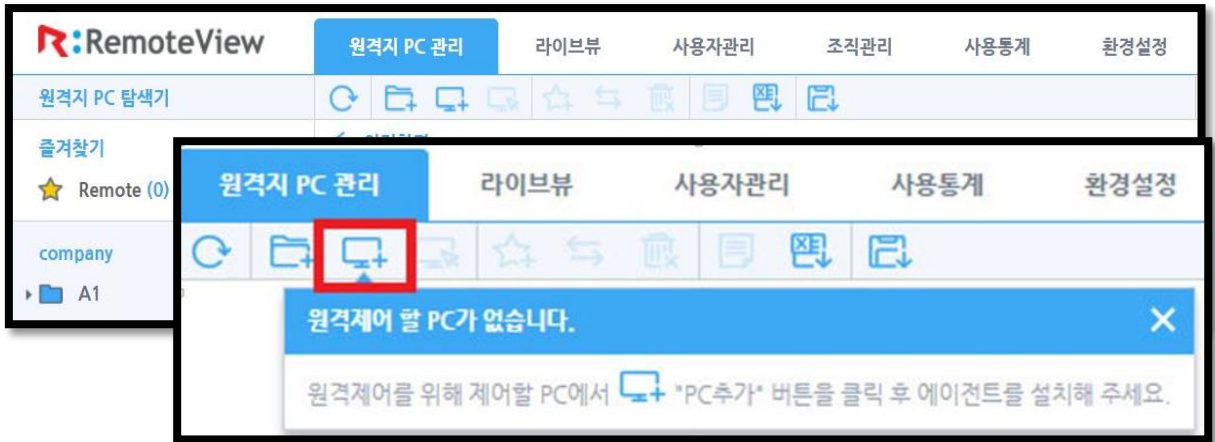 RemoteView
원격지 PC 관리 라이브뷰 사용자관리 조직관리 사용통계 환경설정
원격지 PC 탐색기
즐겨찾기
Remote (0)
company
A1
원격지 PC 관리 라이브뷰 사용자관리 사용통계 환경설정
원격제어 할 PC가 없습니다.
원격제어를 위해 제어할 PC에서 "PC추가" 버튼을 클릭 후 에이전트를 설치해 주세요.